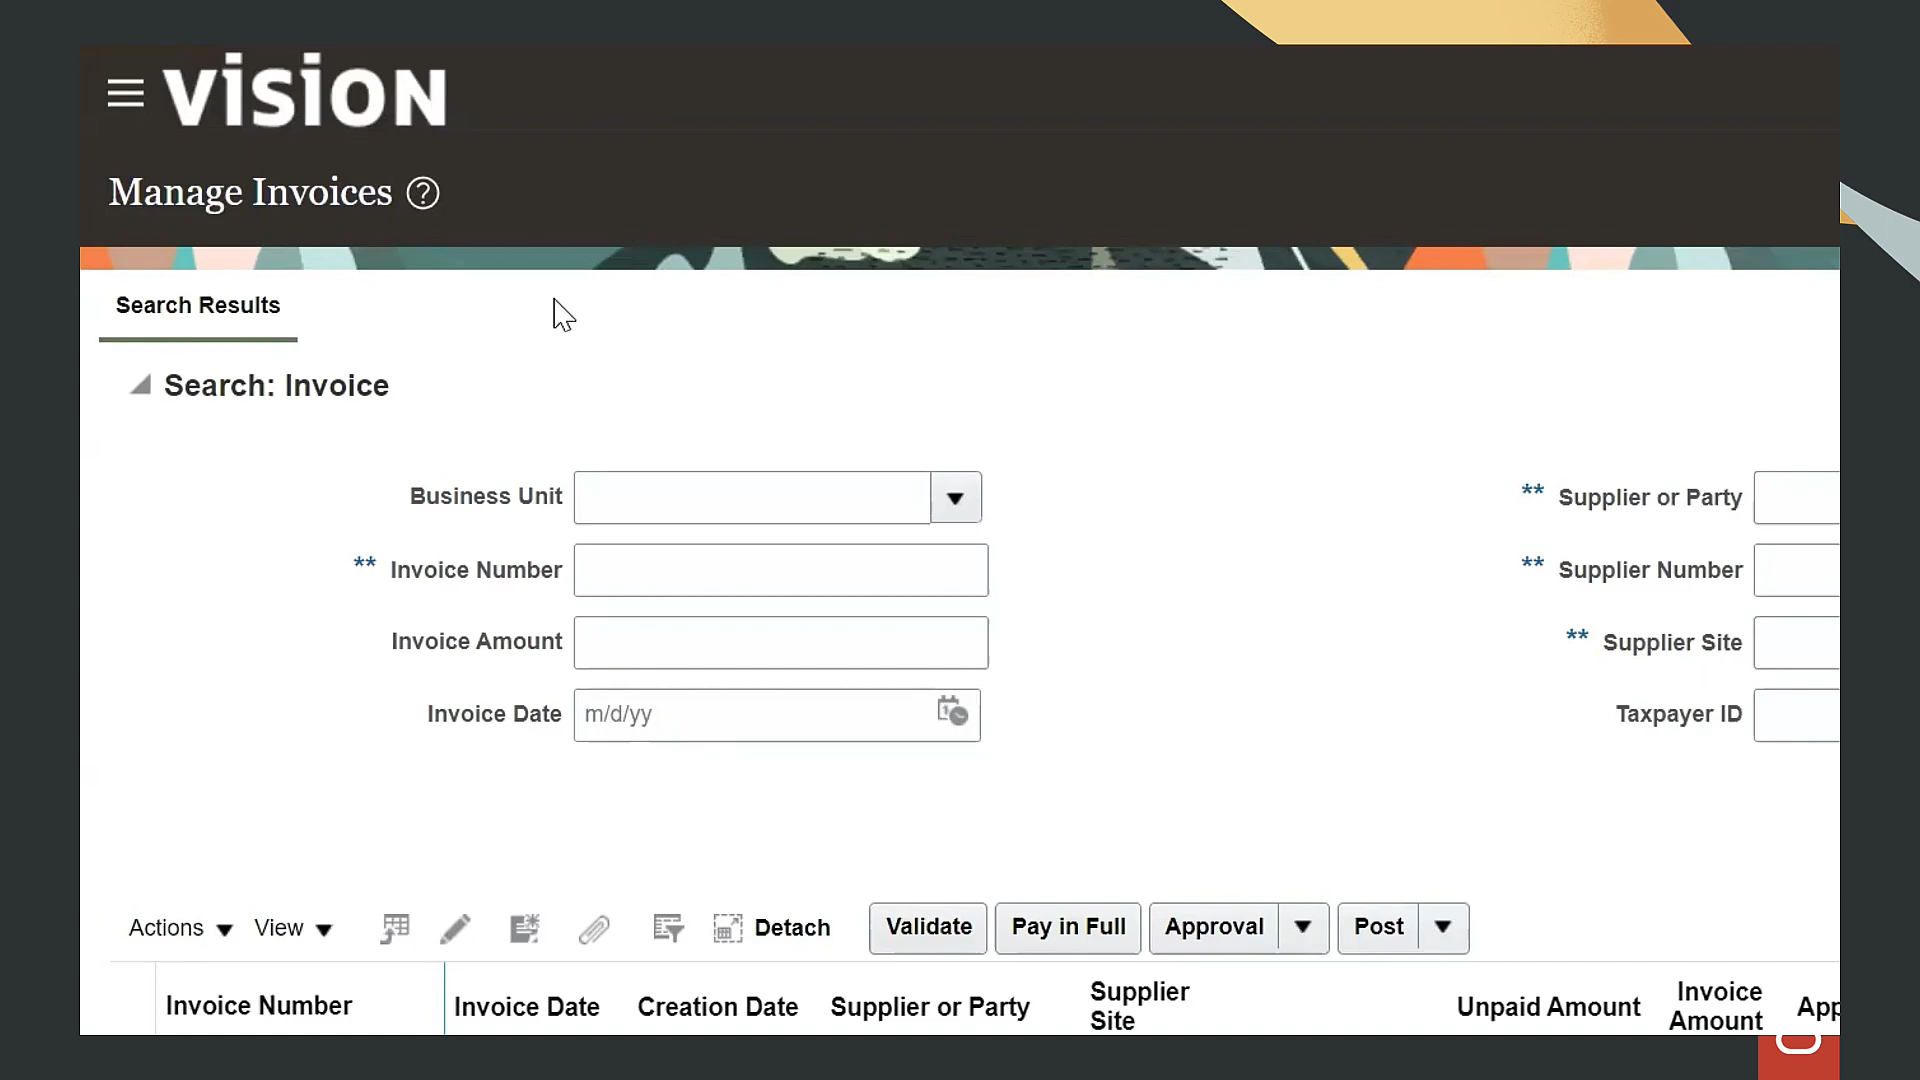 VISION
Manage Invoices ?
Search Results
Search: Invoice
Business Unit
** Supplier or Party
** Invoice Number
** Supplier Number
Invoice Amount
** Supplier Site
Invoice Date m/d/yy
Taxpayer ID
Actions View Detach Validate Pay in Full Approval Post
Invoice Number Invoice Date Creation Date Supplier or Party Supplier Site Unpaid Amount Invoice Amount App